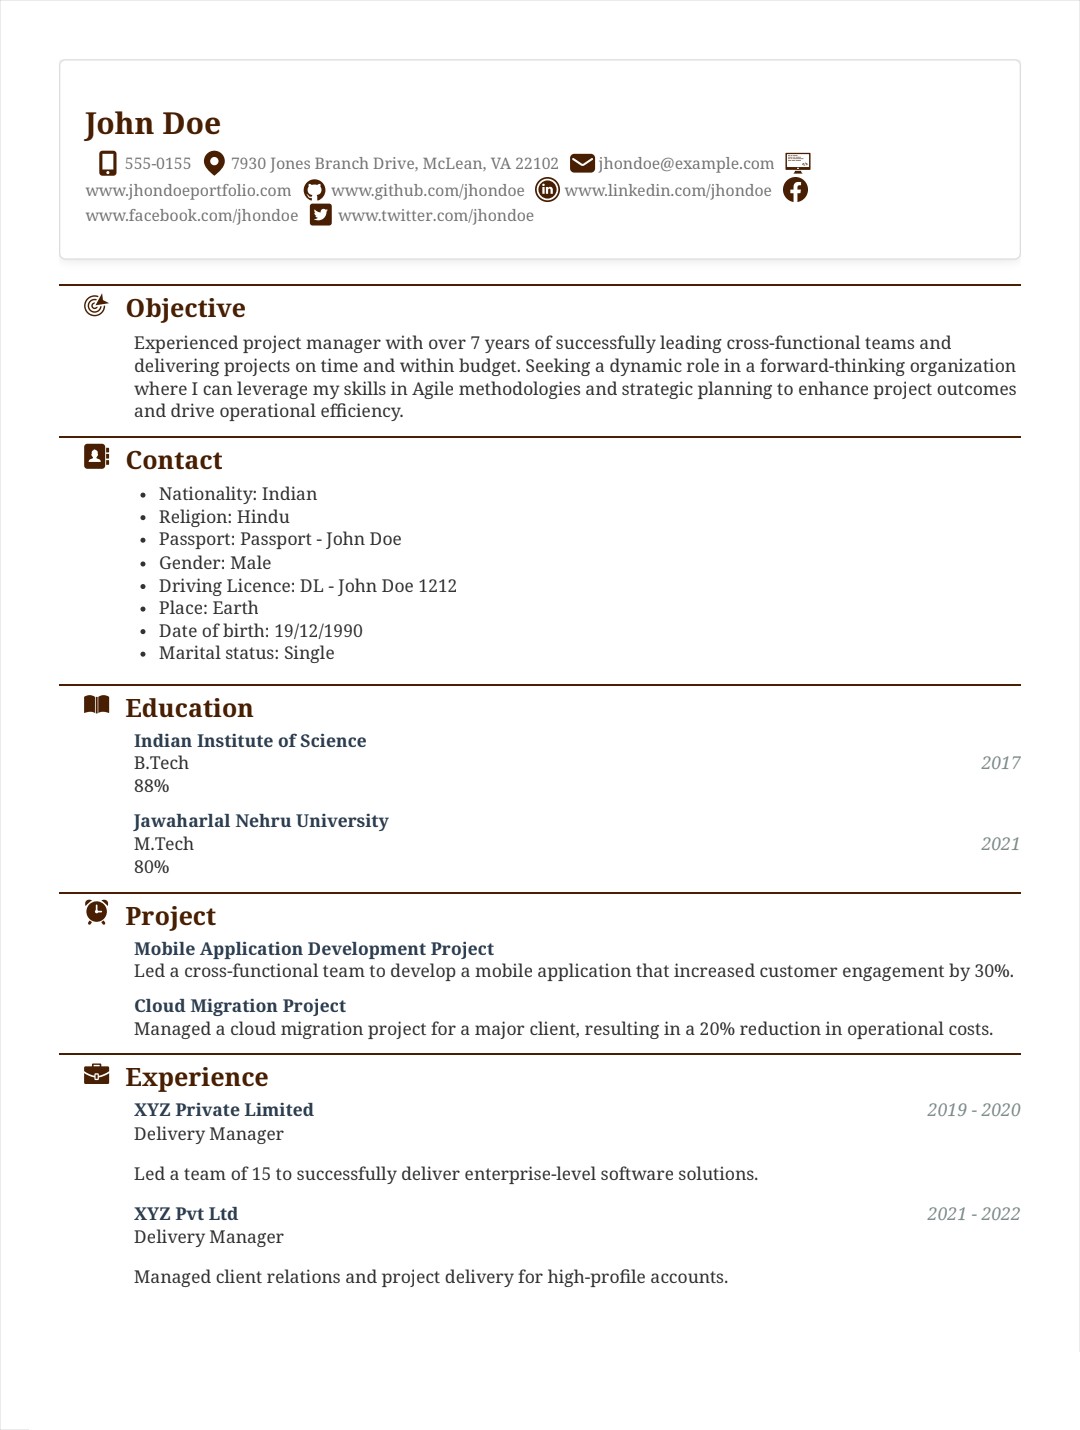 John Doe
555-0155 7930 Jones Branch Drive, McLean, VA 22102 jhondoe@example.com
www.jhondoeportfolio.com www.github.com/jhondoe www.linkedin.com/jhondoe
www.facebook.com/jhondoe www.twitter.com/jhondoe
Objective
Experienced project manager with over 7 years of successfully leading cross-functional teams and
delivering projects on time and within budget. Seeking a dynamic role in a forward-thinking organization
where I can leverage my skills in Agile methodologies and strategic planning to enhance project outcomes
and drive operational efficiency.
Contact
• Nationality: Indian
• Religion: Hindu
• Passport: Passport - John Doe
• Gender: Male
• Driving Licence: DL - John Doe 1212
• Place: Earth
• Date of birth: 19/12/1990
• Marital status: Single
Education
Indian Institute of Science
B.Tech 2017
88%
Jawaharlal Nehru University
M.Tech 2021
80%
Project
Mobile Application Development Project
Led a cross-functional team to develop a mobile application that increased customer engagement by 30%.
Cloud Migration Project
Managed a cloud migration project for a major client, resulting in a 20% reduction in operational costs.
Experience
XYZ Private Limited 2019 - 2020
Delivery Manager
Led a team of 15 to successfully deliver enterprise-level software solutions.
XYZ Pvt Ltd 2021 - 2022
Delivery Manager
Managed client relations and project delivery for high-profile accounts.